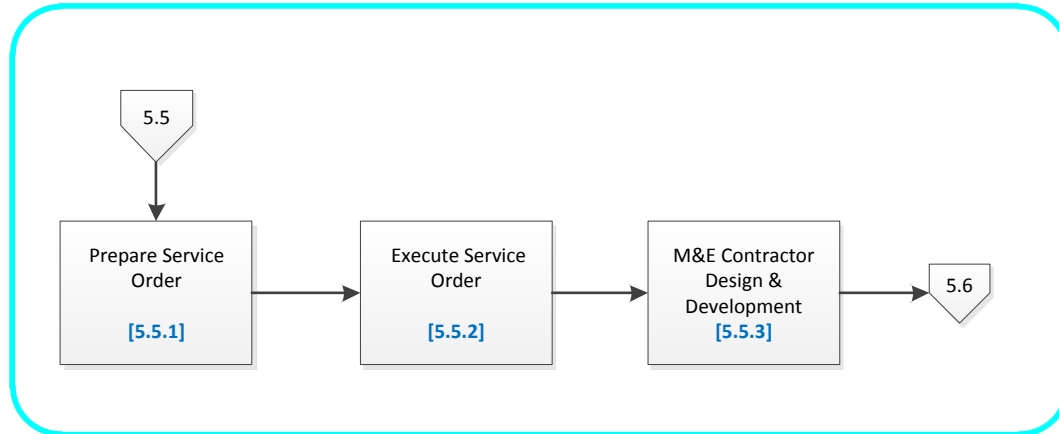 5.5
Prepare Service
Order
[5.5.1]
Execute Service
Order
[5.5.2]
M&E Contractor
Design &
Development
[5.5.3]
5.6